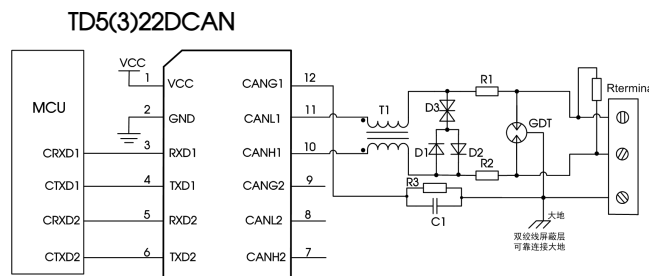 TD5(3)22DCAN
MCU
VCC
1
VCC
CANG1
12
2
GND
CANL1
11
T1
CRXD1
3
RXD1
CANH1
10
CTXD1
4
TXD1
CANG2
9
CRXD2
5
RXD2
CANL2
8
CTXD2
6
TXD2
CANH2
7
D3
D1
D2
R1
R2
GDT
Rtermina
R3
C1
大地
双绞线屏蔽层
可靠连接大地